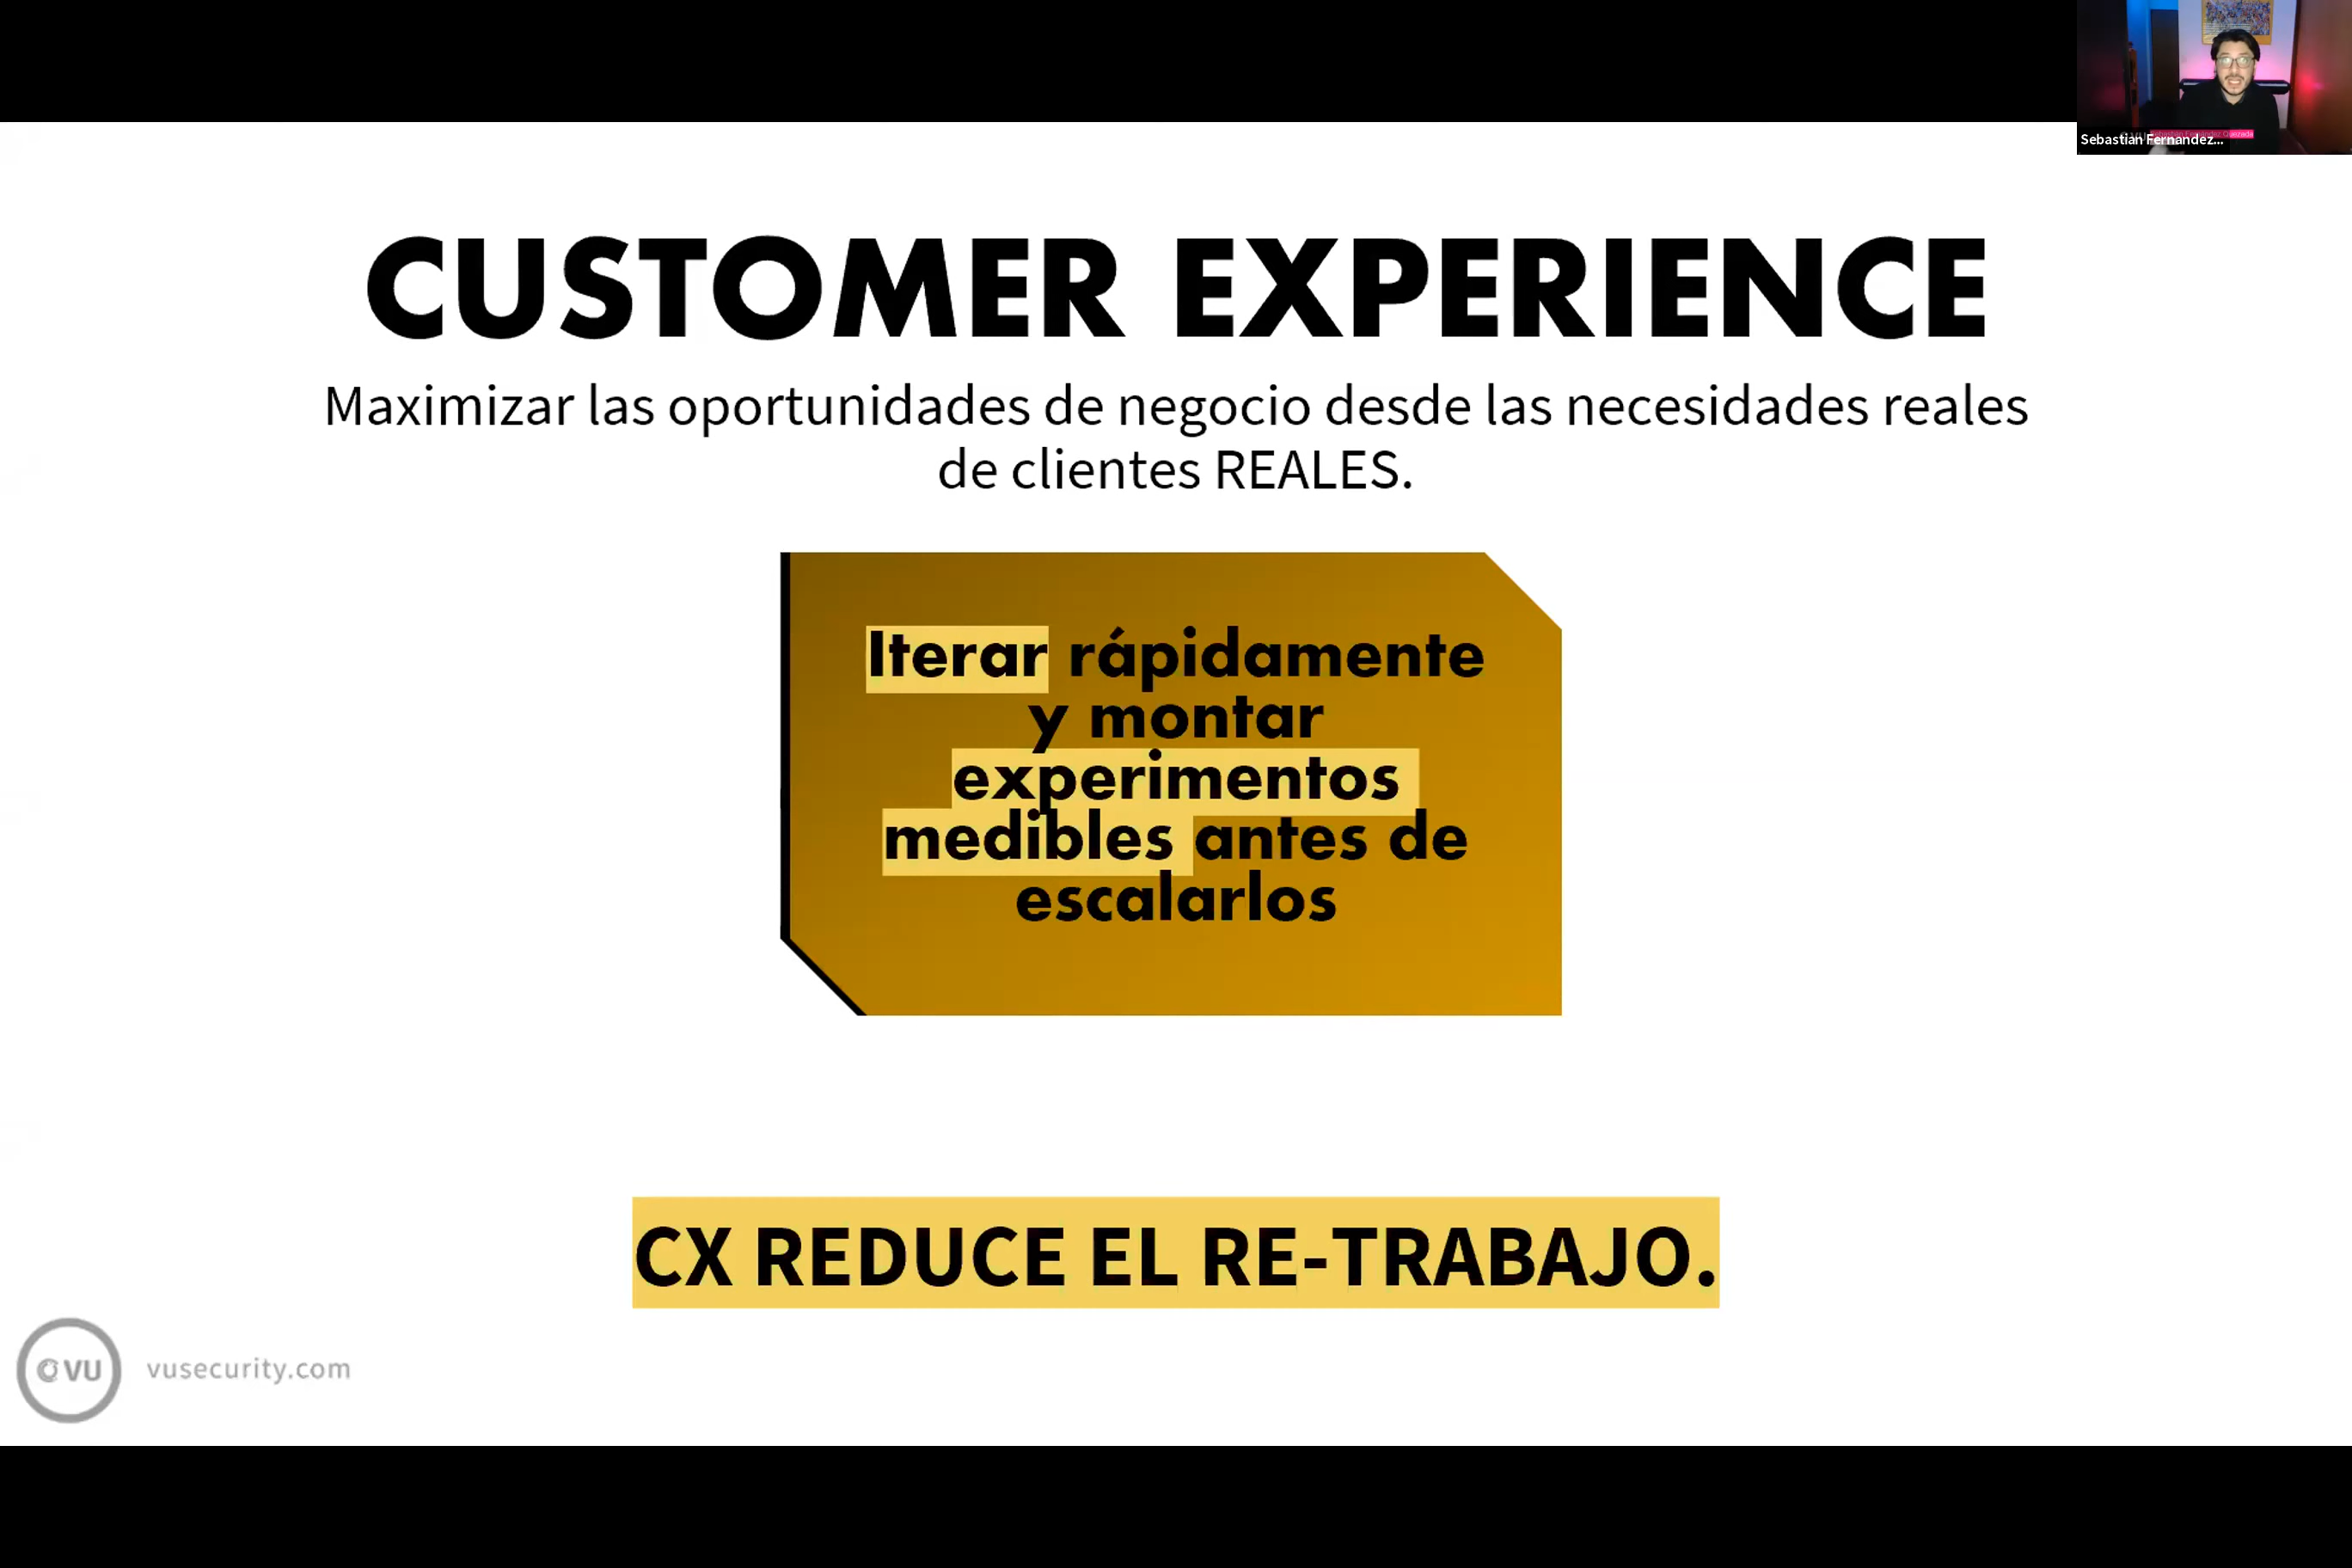 Sebastian Fernandez...
CUSTOMER EXPERIENCE
Maximizar las oportunidades de negocio desde las necesidades reales
de clientes REALES.
Iterar rápidamente
y montar
experimentos
medibles antes de
escalarlos
CX REDUCE EL RE-TRABAJO.
VU vusecurity.com